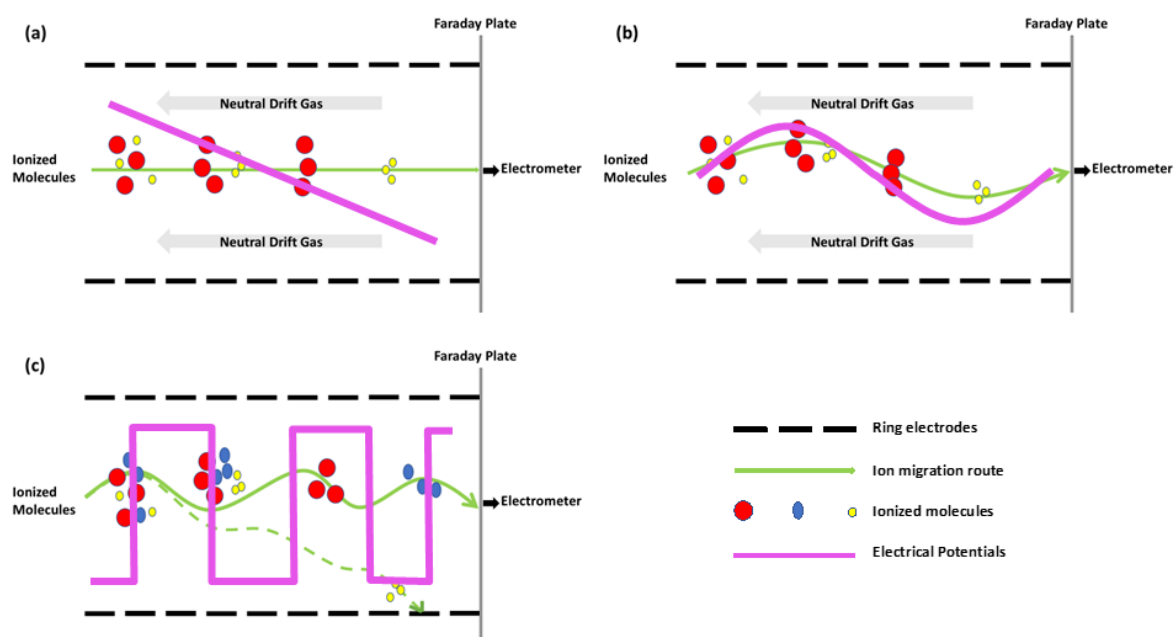 (a)
Faraday Plate
Neutral Drift Gas
Ionized
Molecules
Electrometer
Neutral Drift Gas
(b)
Faraday Plate
Neutral Drift Gas
Ionized
Molecules
Electrometer
Neutral Drift Gas
(c)
Faraday Plate
Ionized
Molecules
Electrometer
Ring electrodes
Ion migration route
Ionized molecules
Electrical Potentials